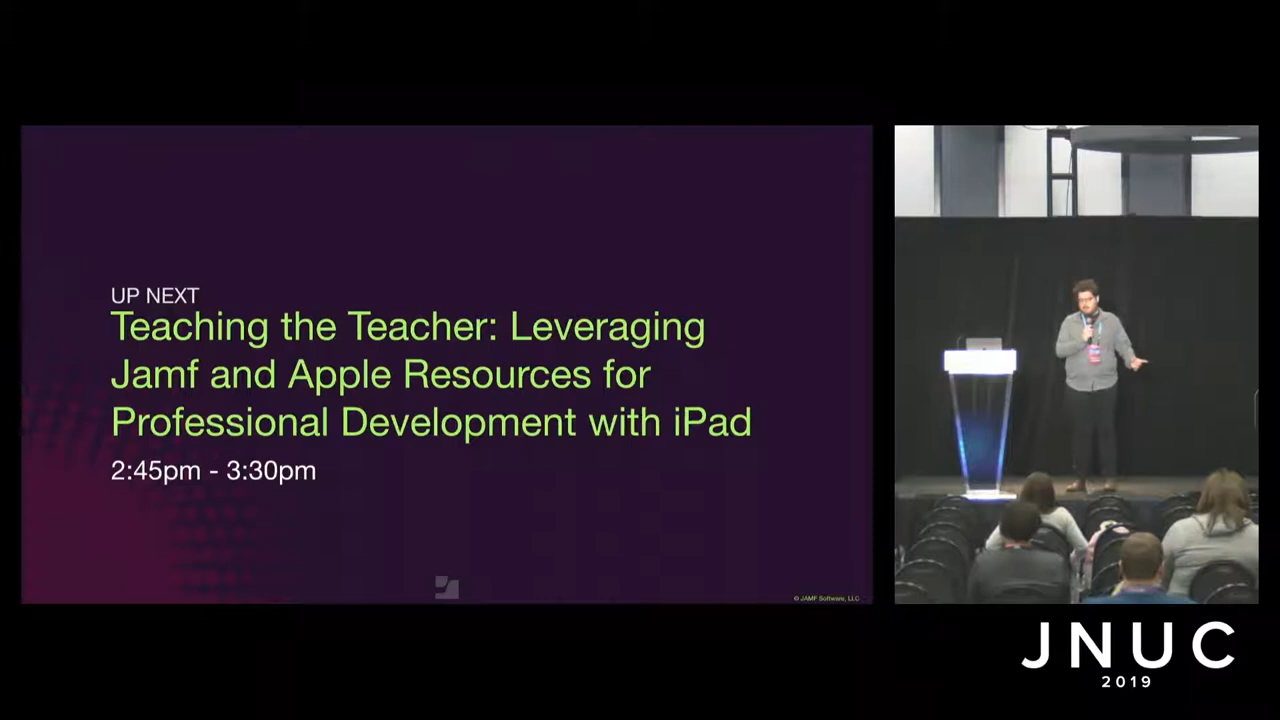 UP NEXT
Teaching the Teacher: Leveraging
Jamf and Apple Resources for
Professional Development with iPad
2:45pm - 3:30pm
© JAMF Software, LLC
JNUC
2019